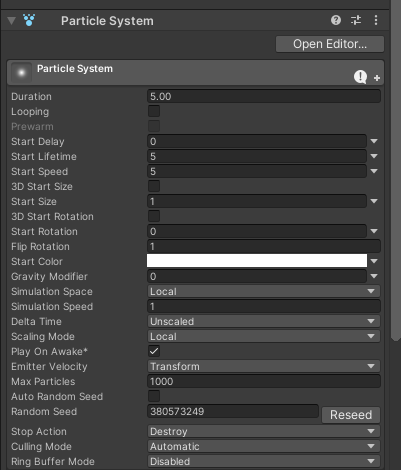 Particle System
Open Editor...
Particle System
Duration 5.00
Looping
Prewarm
Start Delay 0
Start Lifetime 5
Start Speed 5
3D Start Size
Start Size 1
3D Start Rotation
Start Rotation 0
Flip Rotation 1
Start Color
Gravity Modifier 0
Simulation Space Local
Simulation Speed 1
Delta Time Unscaled
Scaling Mode Local
Play On Awake*
Emitter Velocity Transform
Max Particles 1000
Auto Random Seed
Random Seed 380573249 Reseed
Stop Action Destroy
Culling Mode Automatic
Ring Buffer Mode Disabled